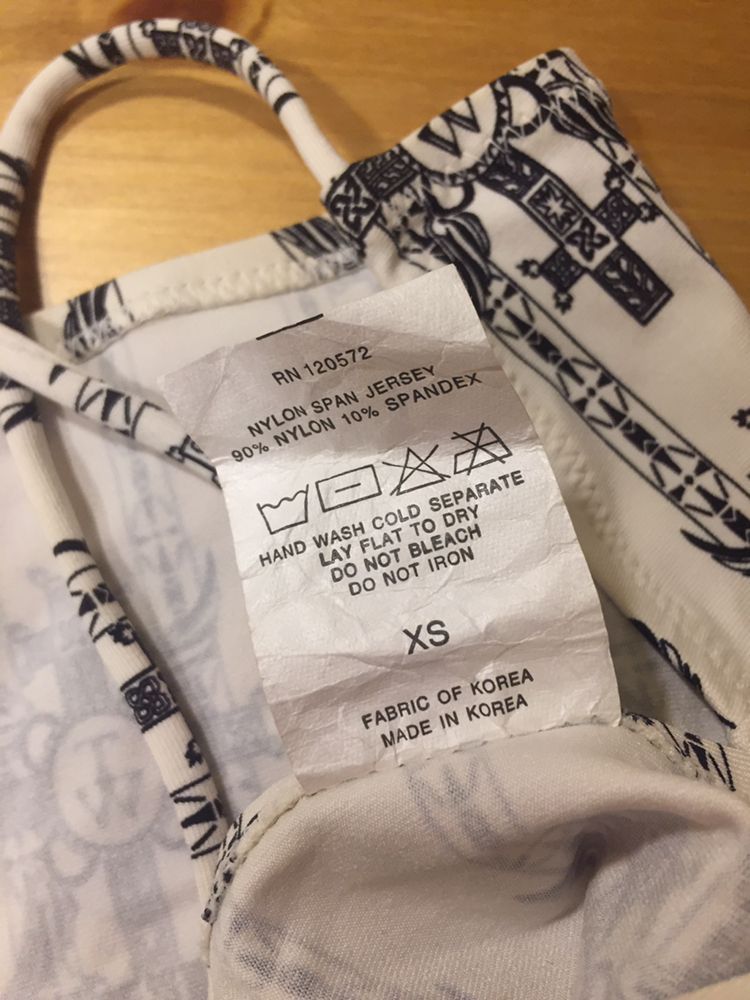 RN 120572
NYLON SPAN JERSEY
90% NYLON 10% SPANDEX
HAND WASH COLD SEPARATE
LAY FLAT TO DRY
DO NOT BLEACH
DO NOT IRON
XS
FABRIC OF KOREA
MADE IN KOREA
W
W